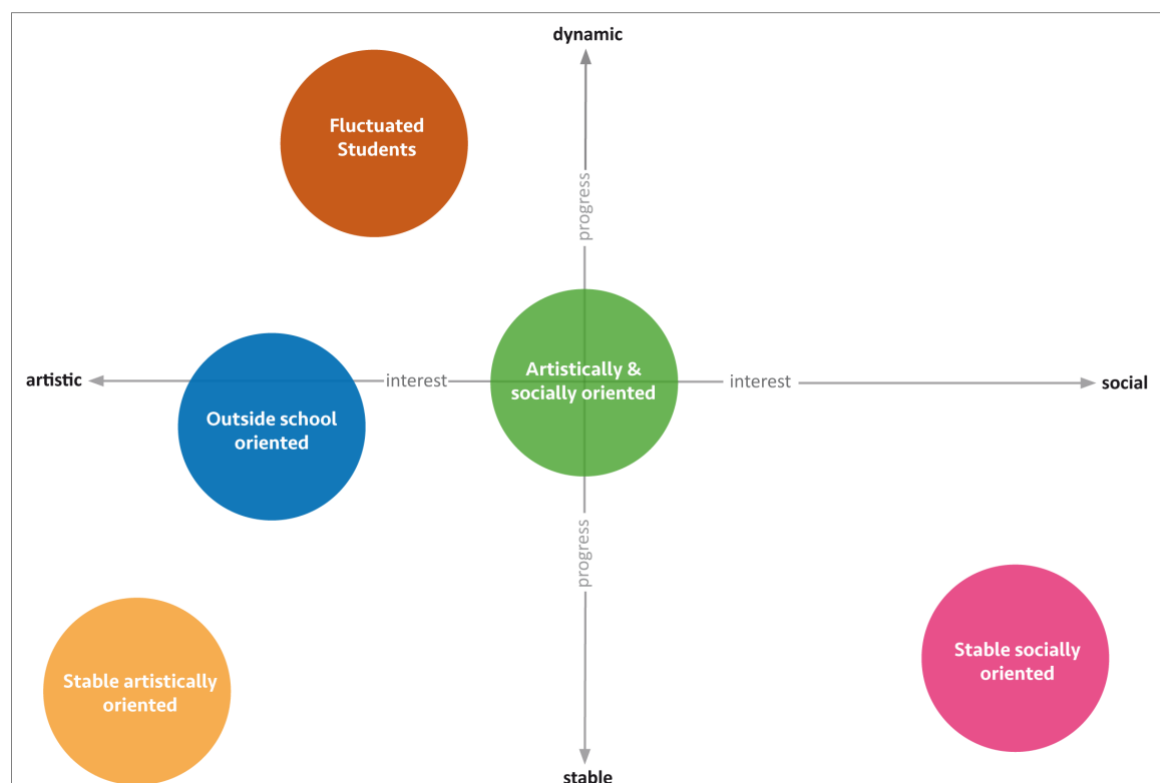 dynamic
Fluctuated
Students
progress
artistic
interest
Artistically &
socially oriented
interest
social
Outside school
oriented
progress
Stable artistically
oriented
Stable socially
oriented
stable